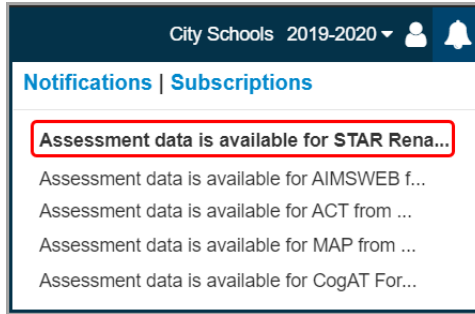 City Schools 2019-2020
Notifications | Subscriptions
Assessment data is available for STAR Rena...
Assessment data is available for AIMSWEB f...
Assessment data is available for ACT from ...
Assessment data is available for MAP from ...
Assessment data is available for CogAT For...